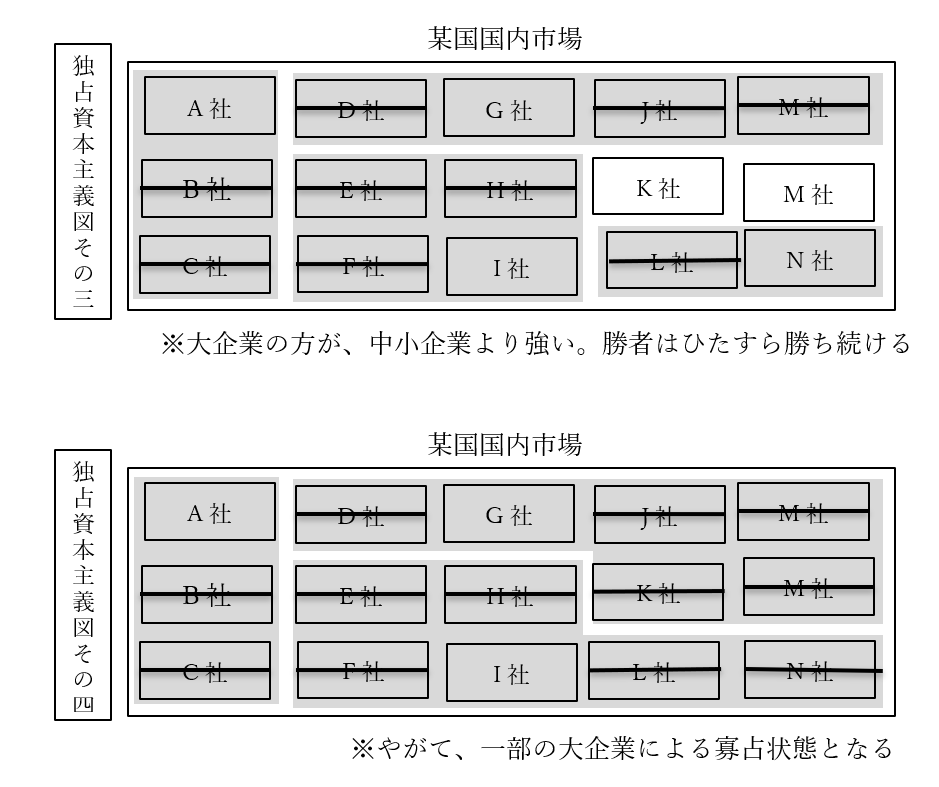 某国国内市場
独占資本主義図その三
A 社
D 社
G 社
J 社
M 社
B 社
E 社
H 社
K 社
M 社
C 社
F 社
I 社
L 社
N 社
※大企業の方が、中小企業より強い。勝者はひたすら勝ち続ける
某国国内市場
独占資本主義図その四
A 社
D 社
G 社
J 社
M 社
B 社
E 社
H 社
K 社
M 社
C 社
F 社
I 社
L 社
N 社
※やがて、一部の大企業による寡占状態となる